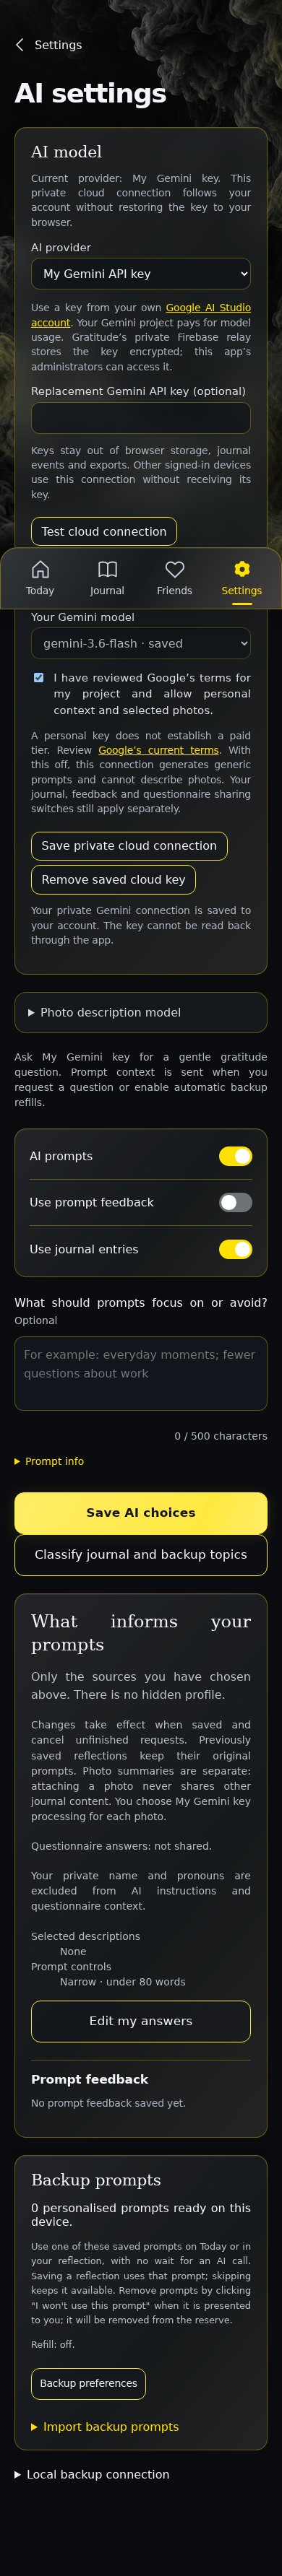 Settings
AI settings
AI model
Current provider: My Gemini key. This
private cloud connection follows your
account without restoring the key to your
browser.
AI provider
My Gemini API key
Use a key from your own Google AI Studio
account. Your Gemini project pays for model
usage. Gratitude’s private Firebase relay
stores the key encrypted; this app’s
administrators can access it.
Replacement Gemini API key (optional)
Keys stay out of browser storage, journal
events and exports. Other signed-in devices
use this connection without receiving its
key.
Test cloud connection
Today
Journal
Friends
Settings
Your Gemini model
gemini-3.6-flash · saved
I have reviewed Google’s terms for
my project and allow personal
context and selected photos.
A personal key does not establish a paid
tier. Review Google’s current terms. With
this off, this connection generates generic
prompts and cannot describe photos. Your
journal, feedback and questionnaire sharing
switches still apply separately.
Save private cloud connection
Remove saved cloud key
Your private Gemini connection is saved to
your account. The key cannot be read back
through the app.
Photo description model
Ask My Gemini key for a gentle gratitude
question. Prompt context is sent when you
request a question or enable automatic backup
refills.
AI prompts
Use prompt feedback
Use journal entries
What should prompts focus on or avoid?
Optional
For example: everyday moments; fewer
questions about work
0 / 500 characters
Prompt info
Save AI choices
Classify journal and backup topics
What informs your
prompts
Only the sources you have chosen
above. There is no hidden profile.
Changes take effect when saved and
cancel unfinished requests. Previously
saved reflections keep their original
prompts. Photo summaries are separate:
attaching a photo never shares other
journal content. You choose My Gemini key
processing for each photo.
Questionnaire answers: not shared.
Your private name and pronouns are
excluded from AI instructions and
questionnaire context.
Selected descriptions
None
Prompt controls
Narrow · under 80 words
Edit my answers
Prompt feedback
No prompt feedback saved yet.
Backup prompts
0 personalised prompts ready on this
device.
Use one of these saved prompts on Today or in
your reflection, with no wait for an AI call.
Saving a reflection uses that prompt; skipping
keeps it available. Remove prompts by clicking
"I won't use this prompt" when it is presented
to you; it will be removed from the reserve.
Refill: off.
Backup preferences
Import backup prompts
Local backup connection